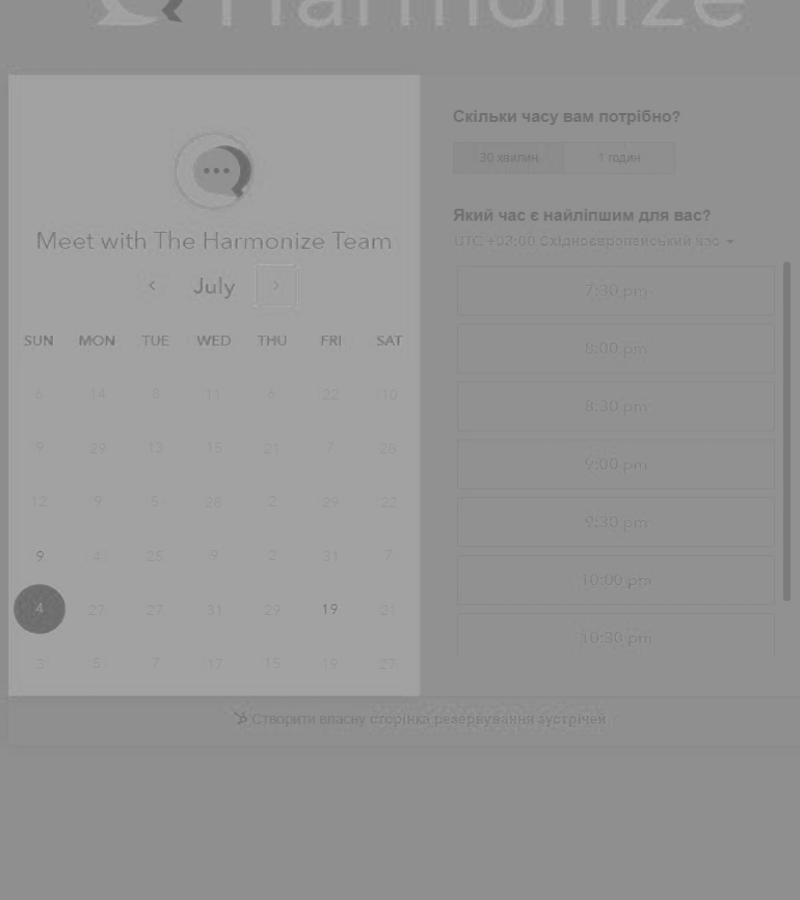 Harmonize
Meet with The Harmonize Team
July
SUN MON TUE WED THU FRI SAT
6 14 8 11 6 22 10
9 29 13 15 21 7 28
12 9 5 28 2 29 22
9 4 25 9 2 31 7
4 27 27 31 29 19 21
3 5 7 17 15 19 27
Скільки часу вам потрібно?
30 хвилин 1 годин
Який час є найліпшим для вас?
UTC +03:00 Східноєвропейський час
7:30 pm
8:00 pm
8:30 pm
9:00 pm
9:30 pm
10:00 pm
10:30 pm
Створити власну сторінка резервування зустрічей